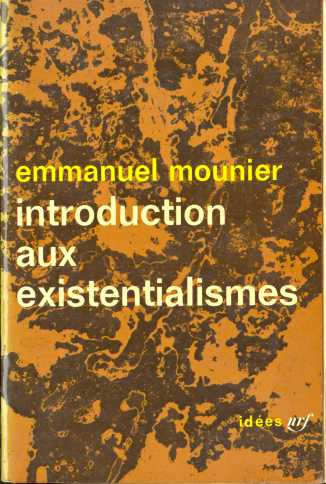 emmanuel mounier
introduction
aux
existentialismes
idées nrf